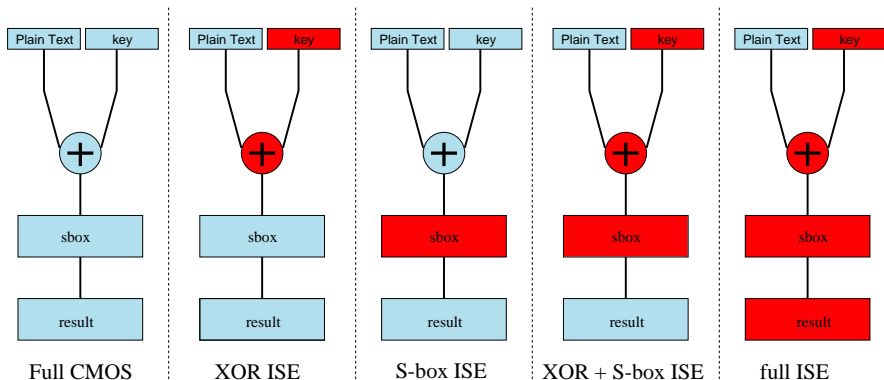 Plain Text key Plain Text key Plain Text key Plain Text key Plain Text key
+ + + + +
sbox sbox sbox sbox sbox
result result result result result
Full CMOS XOR ISE S-box ISE XOR + S-box ISE full ISE